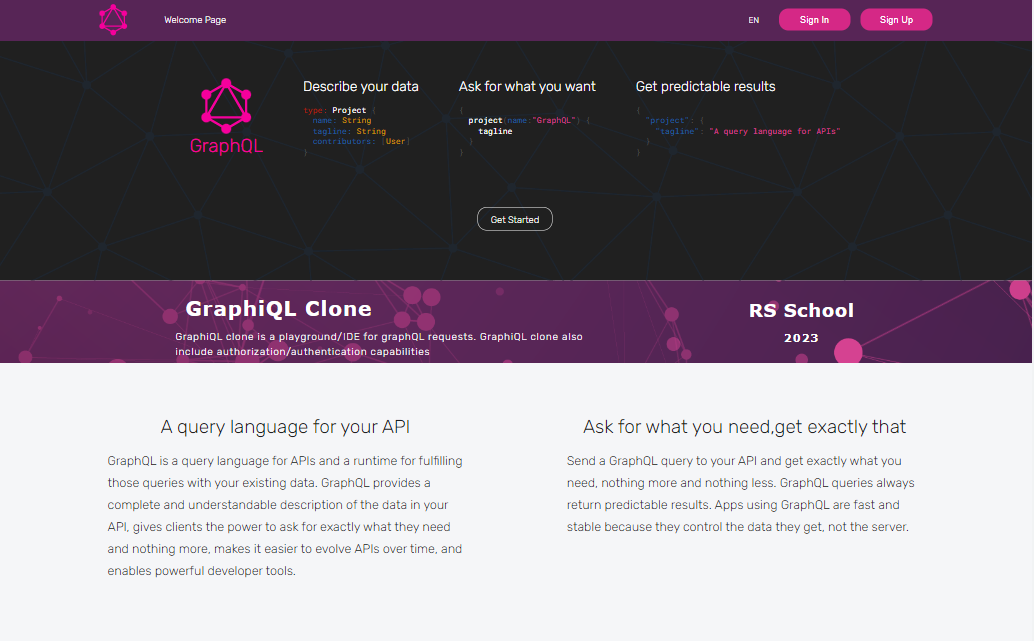 Welcome Page
EN
Sign In
Sign Up
GraphQL
Describe your data
type: Project {
name: String
tagline: String
contributors: [User]
}
Ask for what you want
{
project(name:"GraphQL") {
tagline
}
}
Get predictable results
{
"project": {
"tagline": "A query language for APIs"
}
}
Get Started
GraphiQL Clone
GraphiQL clone is a playground/IDE for graphQL requests. GraphiQL clone also
include authorization/authentication capabilities
RS School
2023
A query language for your API
GraphQL is a query language for APIs and a runtime for fulfilling
those queries with your existing data. GraphQL provides a
complete and understandable description of the data in your
API, gives clients the power to ask for exactly what they need
and nothing more, makes it easier to evolve APIs over time, and
enables powerful developer tools.
Ask for what you need,get exactly that
Send a GraphQL query to your API and get exactly what you
need, nothing more and nothing less. GraphQL queries always
return predictable results. Apps using GraphQL are fast and
stable because they control the data they get, not the server.